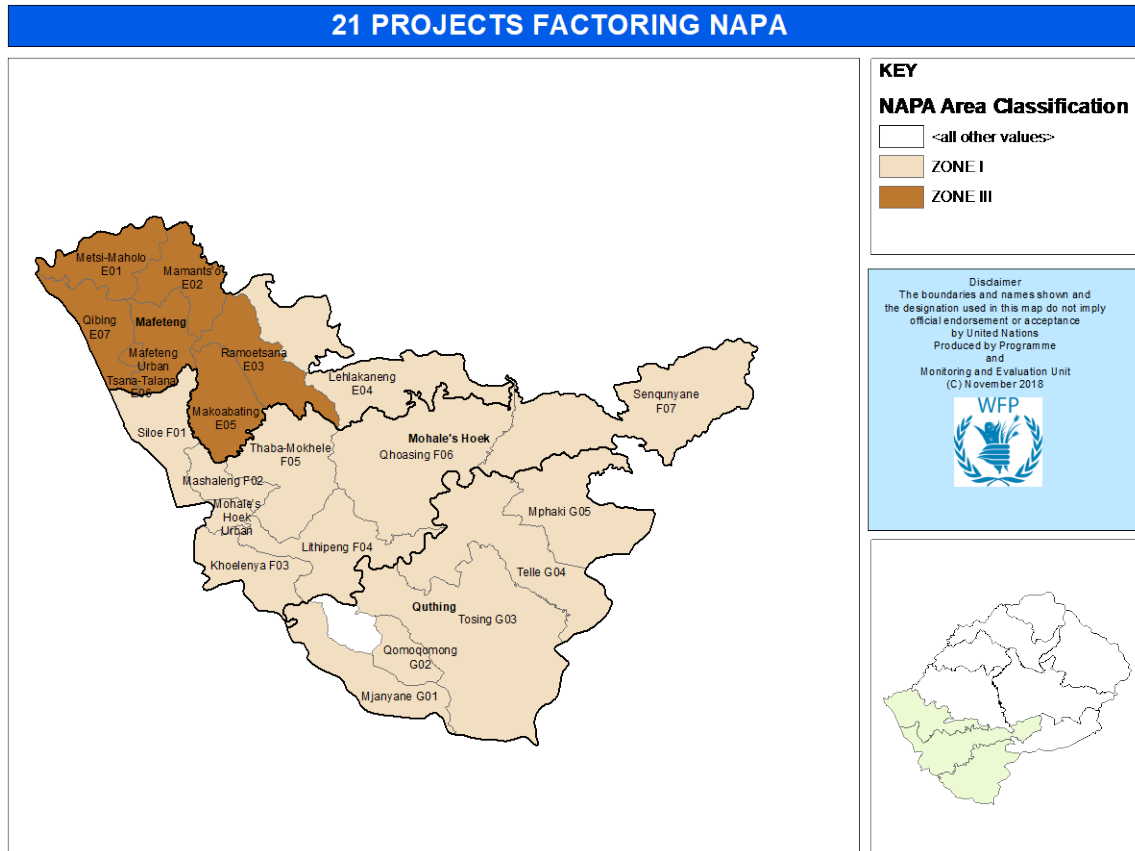 21 PROJECTS FACTORING NAPA
KEY
NAPA Area Classification
<all other values>
ZONE I
ZONE III
Metsi-Maholo
E01
Mamants'o
E02
Qibing
E07
Mafeteng
Mafeteng
Urban
Ramoetsana
E03
Tsana-Talana
E06
Lehlakaneng
E04
Senqunyane
F07
Makoabating
E05
Siloe F01
Mohale's Hoek
Qhoasing F06
Thaba-Mokhele
F05
Mashaleng F02
Mohale's
Hoek
Urban
Mphaki G05
Lithipeng F04
Khoelenya F03
Telle G04
Quthing
Tosing G03
Qomoqomong
G02
Mjanyane G01
Disclaimer
The boundaries and names shown and
the designation used in this map do not imply
official endorsement or acceptance
by United Nations
Produced by Programme
and
Monitoring and Evaluation Unit
(C) November 2018
WFP